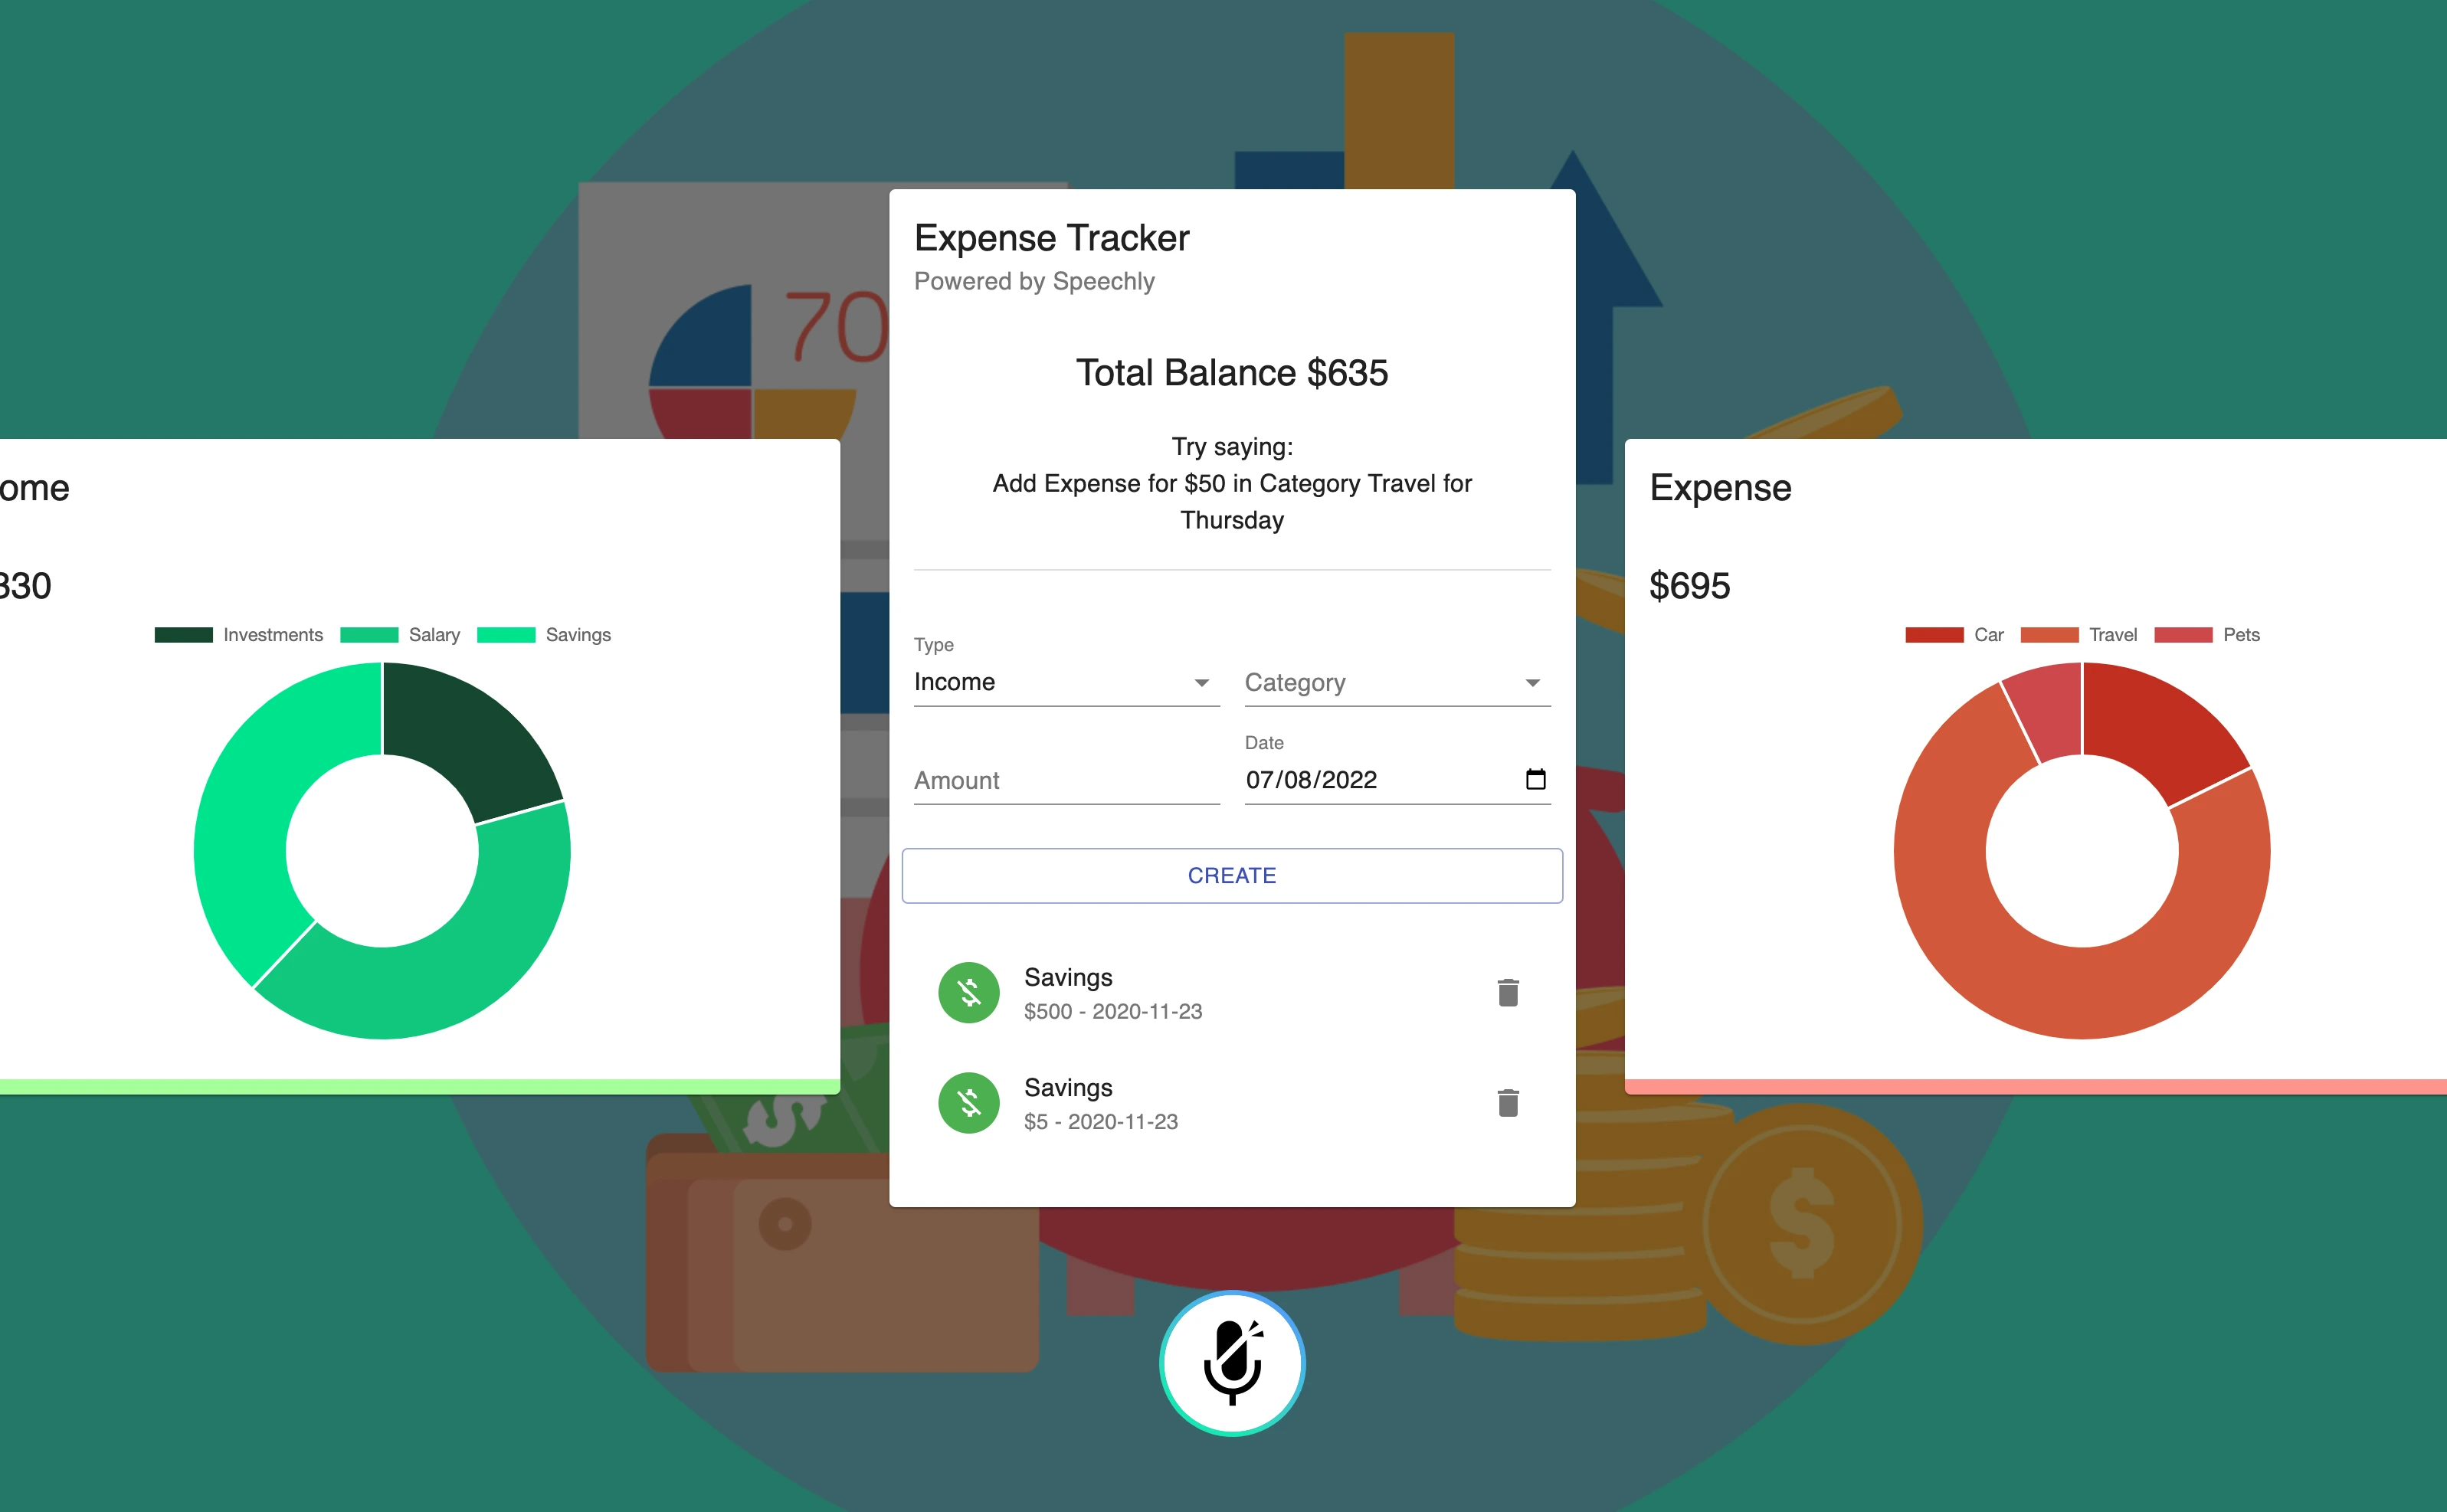 70
Expense Tracker
Powered by Speechly
Total Balance $635
Try saying:
Add Expense for $50 in Category Travel for
Thursday
ome
330
Investments Salary Savings
Type
Income
Category
Amount
Date
07/08/2022
CREATE
Savings
$500 - 2020-11-23
Savings
$5 - 2020-11-23
Expense
$695
Car Travel Pets